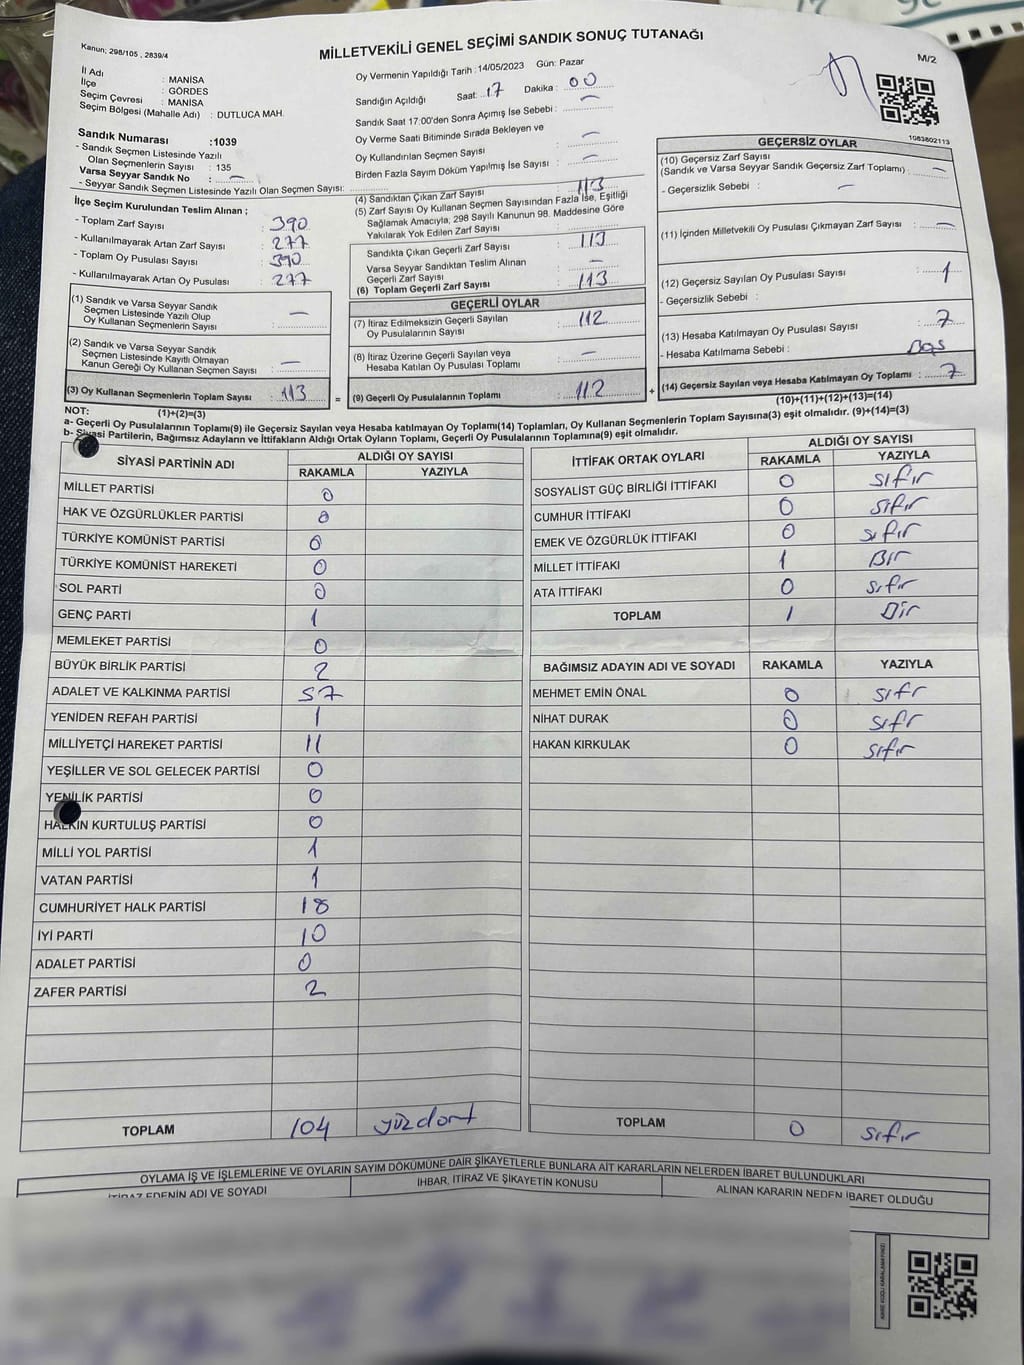 Kanun; 298/105 , 2839/4
MİLLETVEKİLİ GENEL SEÇİMİ SANDIK SONUÇ TUTANAĞI
M/2
İl Adı : MANİSA
İlçe : GÖRDES
Seçim Çevresi : MANİSA
Seçim Bölgesi (Mahalle Adı) : DUTLUCA MAH.
Oy Vermenin Yapıldığı Tarih : 14/05/2023 Gün: Pazar
Sandığın Açıldığı Saat: 17 Dakika : 00
Sandık Saat 17:00'den Sonra Açımış İse Sebebi : —
Oy Verme Saati Bitiminde Sırada Bekleyen ve
Oy Kullandırılan Seçmen Sayısı : —
Birden Fazla Sayım Döküm Yapılmış İse Sayısı : —
1083802113
Sandık Numarası :1039
- Sandık Seçmen Listesinde Yazılı
Olan Seçmenlerin Sayısı : 135
Varsa Seyyar Sandık No : —
- Seyyar Sandık Seçmen Listesinde Yazılı Olan Seçmen Sayısı:
İlçe Seçim Kurulundan Teslim Alınan ;
- Toplam Zarf Sayısı : 390
- Kullanılmayarak Artan Zarf Sayısı : 277
- Toplam Oy Pusulası Sayısı : 390
- Kullanılmayarak Artan Oy Pusulası : 277
(1) Sandık ve Varsa Seyyar Sandık
Seçmen Listesinde Yazılı Olup
Oy Kullanan Seçmenlerin Sayısı : —
(2) Sandık ve Varsa Seyyar Sandık
Seçmen Listesinde Kayıtlı Olmayan
Kanun Gereği Oy Kullanan Seçmen Sayısı : —
(3) Oy Kullanan Seçmenlerin Toplam Sayısı : 113
(1)+(2)=(3)
(4) Sandıktan Çıkan Zarf Sayısı : 113
(5) Zarf Sayısı Oy Kullanan Seçmen Sayısından Fazla İse, Eşitliği
Sağlamak Amacıyla, 298 Sayılı Kanunun 98. Maddesine Göre
Yakılarak Yok Edilen Zarf Sayısı :
Sandıkta Çıkan Geçerli Zarf Sayısı : 113
Varsa Seyyar Sandıktan Teslim Alınan
Geçerli Zarf Sayısı : —
(6) Toplam Geçerli Zarf Sayısı : 113
GEÇERLİ OYLAR
(7) İtiraz Edilmeksizin Geçerli Sayılan
Oy Pusulalarının Sayısı : 112
(8) İtiraz Üzerine Geçerli Sayılan veya
Hesaba Katılan Oy Pusulası Toplamı : —
= (9) Geçerli Oy Pusulalarının Toplamı : 112 +
GEÇERSİZ OYLAR
(10) Geçersiz Zarf Sayısı
(Sandık ve Varsa Seyyar Sandık Geçersiz Zarf Toplamı) : —
- Geçersizlik Sebebi : —
(11) İçinden Milletvekili Oy Pusulası Çıkmayan Zarf Sayısı : —
(12) Geçersiz Sayılan Oy Pusulası Sayısı : 1
- Geçersizlik Sebebi :
(13) Hesaba Katılmayan Oy Pusulası Sayısı : 7
- Hesaba Katılmama Sebebi : Boş
(14) Geçersiz Sayılan veya Hesaba Katılmayan Oy Toplamı : 7
(10)+(11)+(12)+(13)=(14)
NOT:
a- Geçerli Oy Pusulalarının Toplamı(9) ile Geçersiz Sayılan veya Hesaba katılmayan Oy Toplamı(14) Toplamları, Oy Kullanan Seçmenlerin Toplam Sayısına(3) eşit olmalıdır. (9)+(14)=(3)
b- Siyasi Partilerin, Bağımsız Adayların ve İttifakların Aldığı Ortak Oyların Toplamı, Geçerli Oy Pusulalarının Toplamına(9) eşit olmalıdır.
SİYASİ PARTİNİN ADI ALDIĞI OY SAYISI
RAKAMLA YAZIYLA
MİLLET PARTİSİ 0
HAK VE ÖZGÜRLÜKLER PARTİSİ 0
TÜRKİYE KOMÜNİST PARTİSİ 0
TÜRKİYE KOMÜNİST HAREKETİ 0
SOL PARTİ 0
GENÇ PARTİ 1
MEMLEKET PARTİSİ 0
BÜYÜK BİRLİK PARTİSİ 2
ADALET VE KALKINMA PARTİSİ 57
YENİDEN REFAH PARTİSİ 1
MİLLİYETÇİ HAREKET PARTİSİ 11
YEŞİLLER VE SOL GELECEK PARTİSİ 0
YENİLİK PARTİSİ 0
HALKIN KURTULUŞ PARTİSİ 0
MİLLİ YOL PARTİSİ 1
VATAN PARTİSİ 1
CUMHURİYET HALK PARTİSİ 18
İYİ PARTİ 10
ADALET PARTİSİ 0
ZAFER PARTİSİ 2
TOPLAM 104 yüzdört
İTTİFAK ORTAK OYLARI ALDIĞI OY SAYISI
RAKAMLA YAZIYLA
SOSYALİST GÜÇ BİRLİĞİ İTTİFAKI 0 sıfır
CUMHUR İTTİFAKI 0 sıfır
EMEK VE ÖZGÜRLÜK İTTİFAKI 0 sıfır
MİLLET İTTİFAKI 1 Bir
ATA İTTİFAKI 0 sıfır
TOPLAM 1 Bir
BAĞIMSIZ ADAYIN ADI VE SOYADI RAKAMLA YAZIYLA
MEHMET EMİN ÖNAL 0 sıfır
NİHAT DURAK 0 sıfır
HAKAN KIRKULAK 0 sıfır
TOPLAM 0 sıfır
OYLAMA İŞ VE İŞLEMLERİNE VE OYLARIN SAYIM DÖKÜMÜNE DAİR ŞİKAYETLERLE BUNLARA AİT KARARLARIN NELERDEN İBARET BULUNDUKLARI
İTİRAZ EDENİN ADI VE SOYADI
İHBAR, İTİRAZ VE ŞİKAYETİN KONUSU
ALINAN KARARIN NEDEN İBARET OLDUĞU